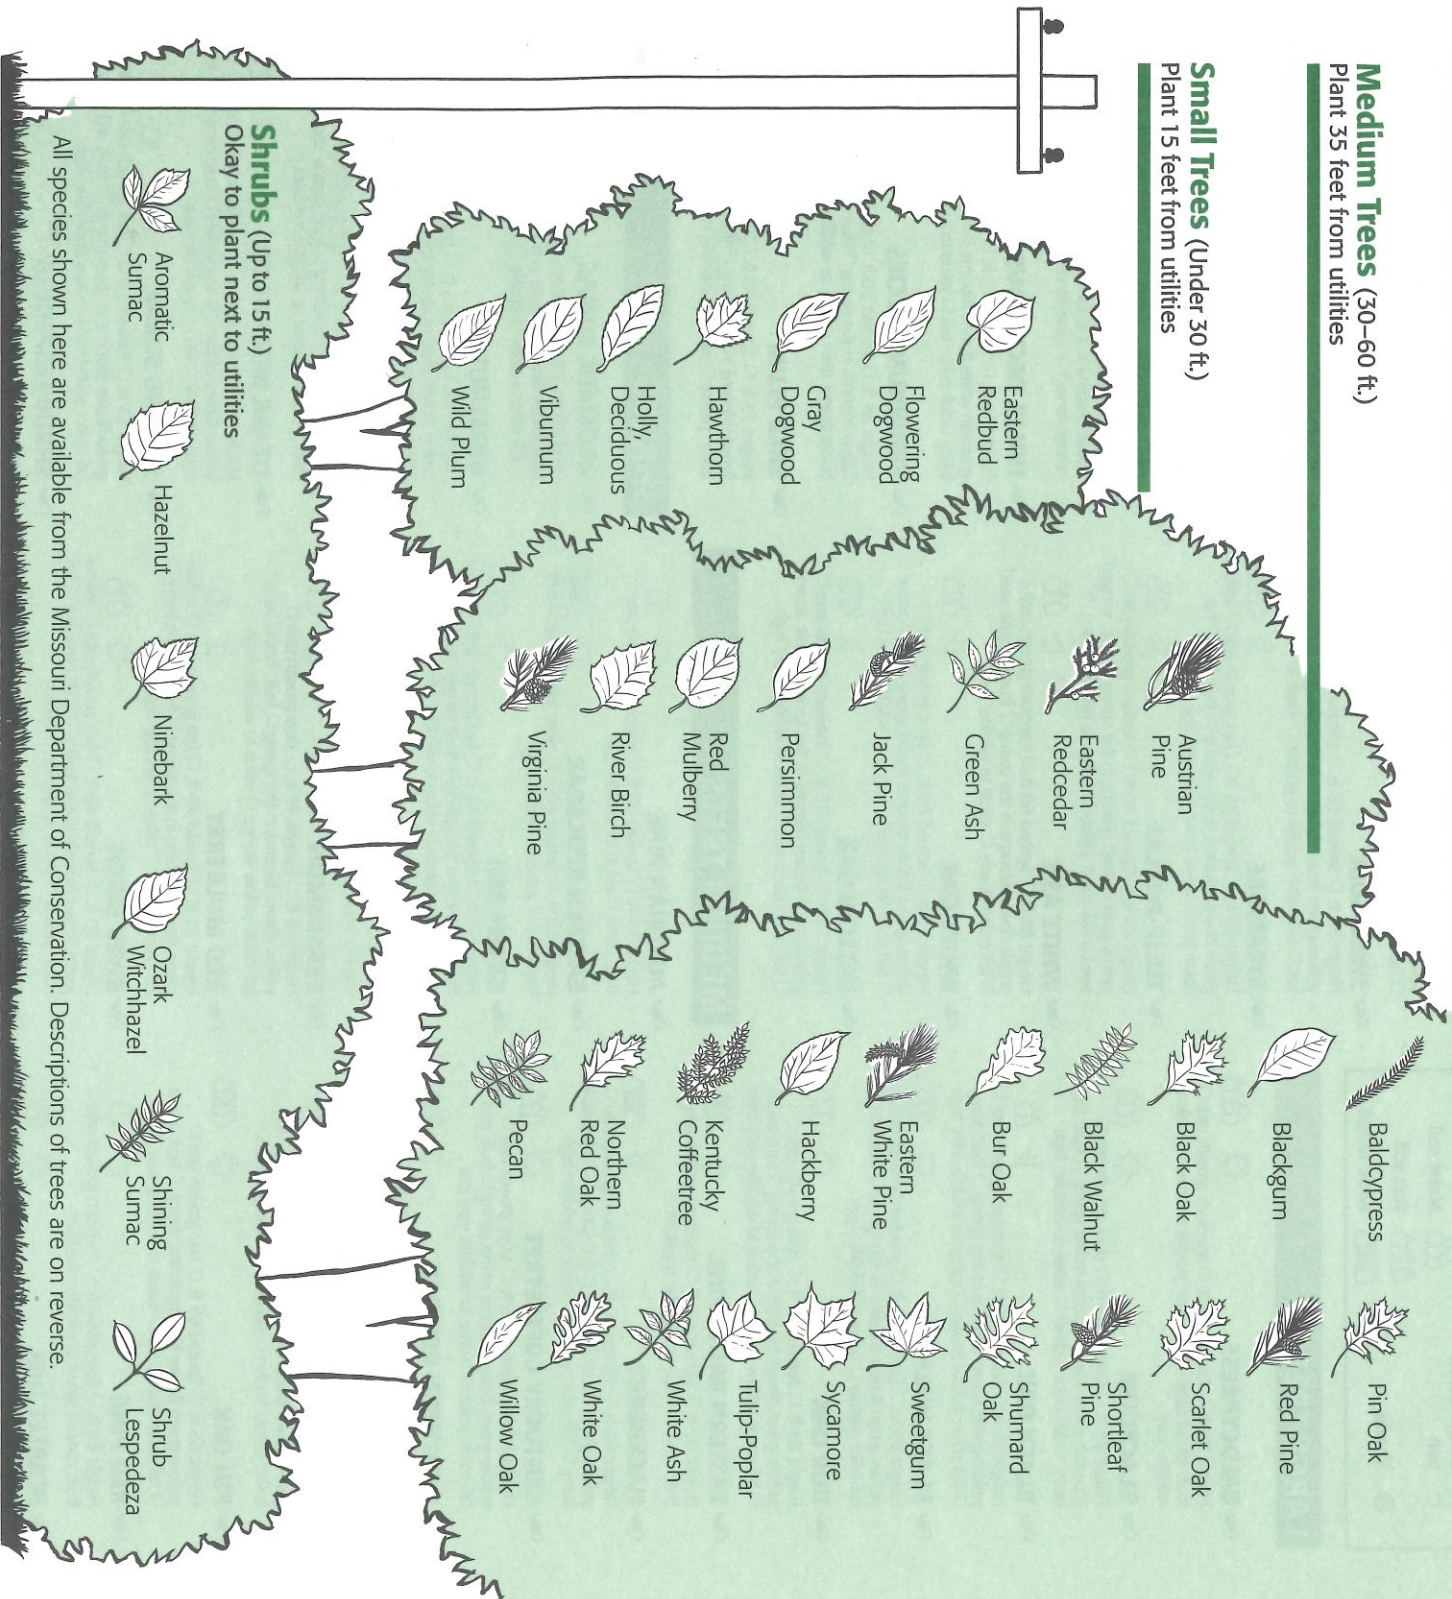 Medium Trees (30–60 ft.)
Plant 35 feet from utilities
Small Trees (Under 30 ft.)
Plant 15 feet from utilities
Eastern
Redbud
Flowering
Dogwood
Gray
Dogwood
Hawthorn
Holly,
Deciduous
Viburnum
Wild Plum
Austrian
Pine
Eastern
Redcedar
Green Ash
Jack Pine
Persimmon
Red
Mulberry
River Birch
Virginia Pine
Baldcypress
Blackgum
Black Oak
Black Walnut
Bur Oak
Eastern
White Pine
Hackberry
Kentucky
Coffeetree
Northern
Red Oak
Pecan
Pin Oak
Red Pine
Scarlet Oak
Shortleaf
Pine
Shumard
Oak
Sweetgum
Sycamore
Tulip-Poplar
White Ash
White Oak
Willow Oak
Shrubs (Up to 15 ft.)
Okay to plant next to utilities
Aromatic
Sumac
Hazelnut
Ninebark
Ozark
Witchhazel
Shining
Sumac
Shrub
Lespedeza
All species shown here are available from the Missouri Department of Conservation. Descriptions of trees are on reverse.